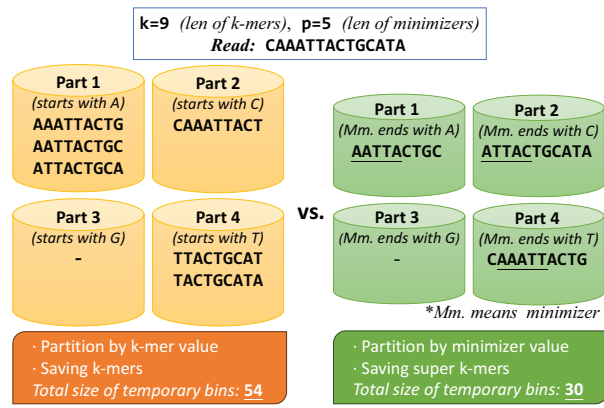 k=9 (len of k-mers), p=5 (len of minimizers)
Read: CAAATTACTGCATA
Part 1
(starts with A)
AAATTACTG
AATTACTGC
ATTACTGCA
Part 2
(starts with C)
CAAATTACT
Part 3
(starts with G)
-
Part 4
(starts with T)
TTACTGCAT
TACTGCATA
vs.
Part 1
(Mm. ends with A)
AATTACTGC
Part 2
(Mm. ends with C)
ATTACTGCATA
Part 3
(Mm. ends with G)
-
Part 4
(Mm. ends with T)
CAAATTACTG
*Mm. means minimizer
· Partition by k-mer value
· Saving k-mers
Total size of temporary bins: 54
· Partition by minimizer value
· Saving super k-mers
Total size of temporary bins: 30